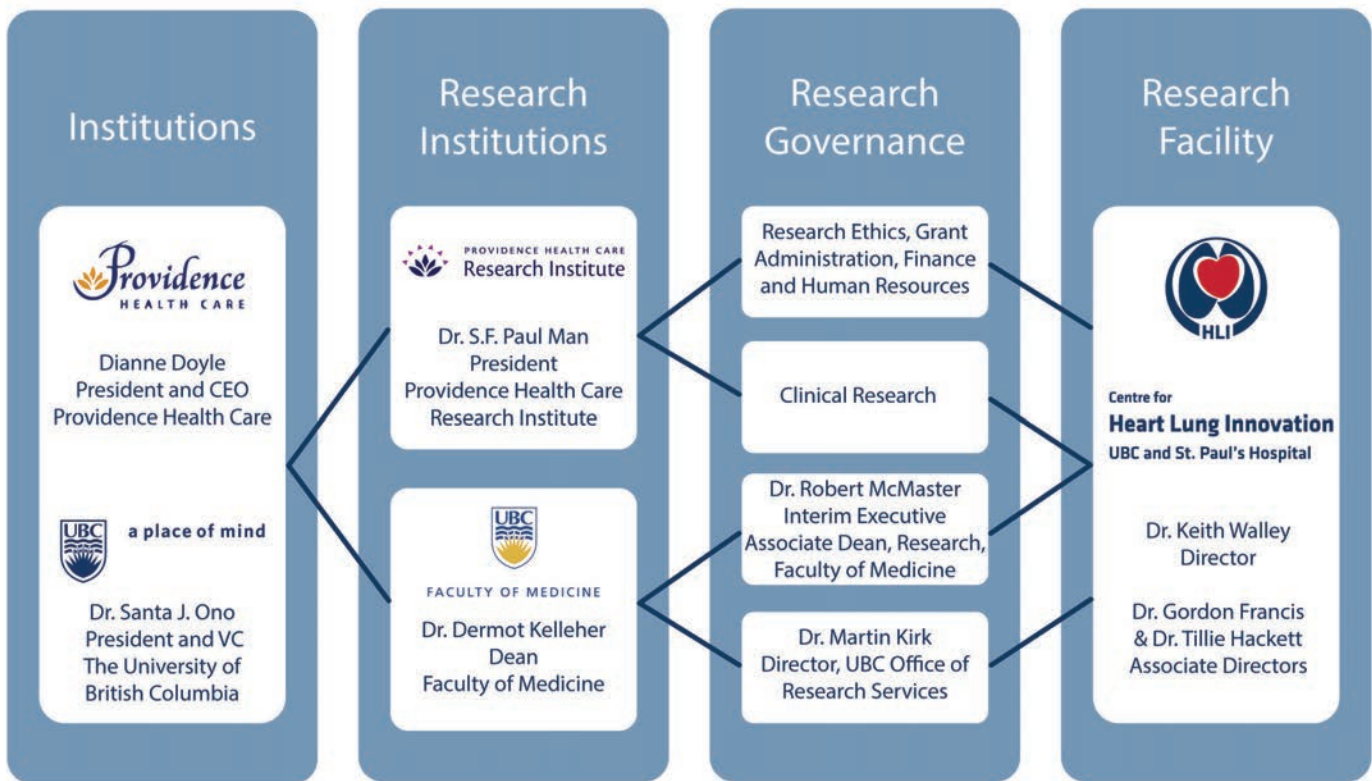 Institutions
Providence
HEALTH CARE
Dianne Doyle
President and CEO
Providence Health Care
UBC
a place of mind
Dr. Santa J. Ono
President and VC
The University of
British Columbia
Research
Institutions
PROVIDENCE HEALTH CARE
Research Institute
Dr. S.F. Paul Man
President
Providence Health Care
Research Institute
UBC
FACULTY OF MEDICINE
Dr. Dermot Kelleher
Dean
Faculty of Medicine
Research
Governance
Research Ethics, Grant
Administration, Finance
and Human Resources
Clinical Research
Dr. Robert McMaster
Interim Executive
Associate Dean, Research,
Faculty of Medicine
Dr. Martin Kirk
Director, UBC Office of
Research Services
Research
Facility
HLI
Centre for
Heart Lung Innovation
UBC and St. Paul's Hospital
Dr. Keith Walley
Director
Dr. Gordon Francis
& Dr. Tillie Hackett
Associate Directors